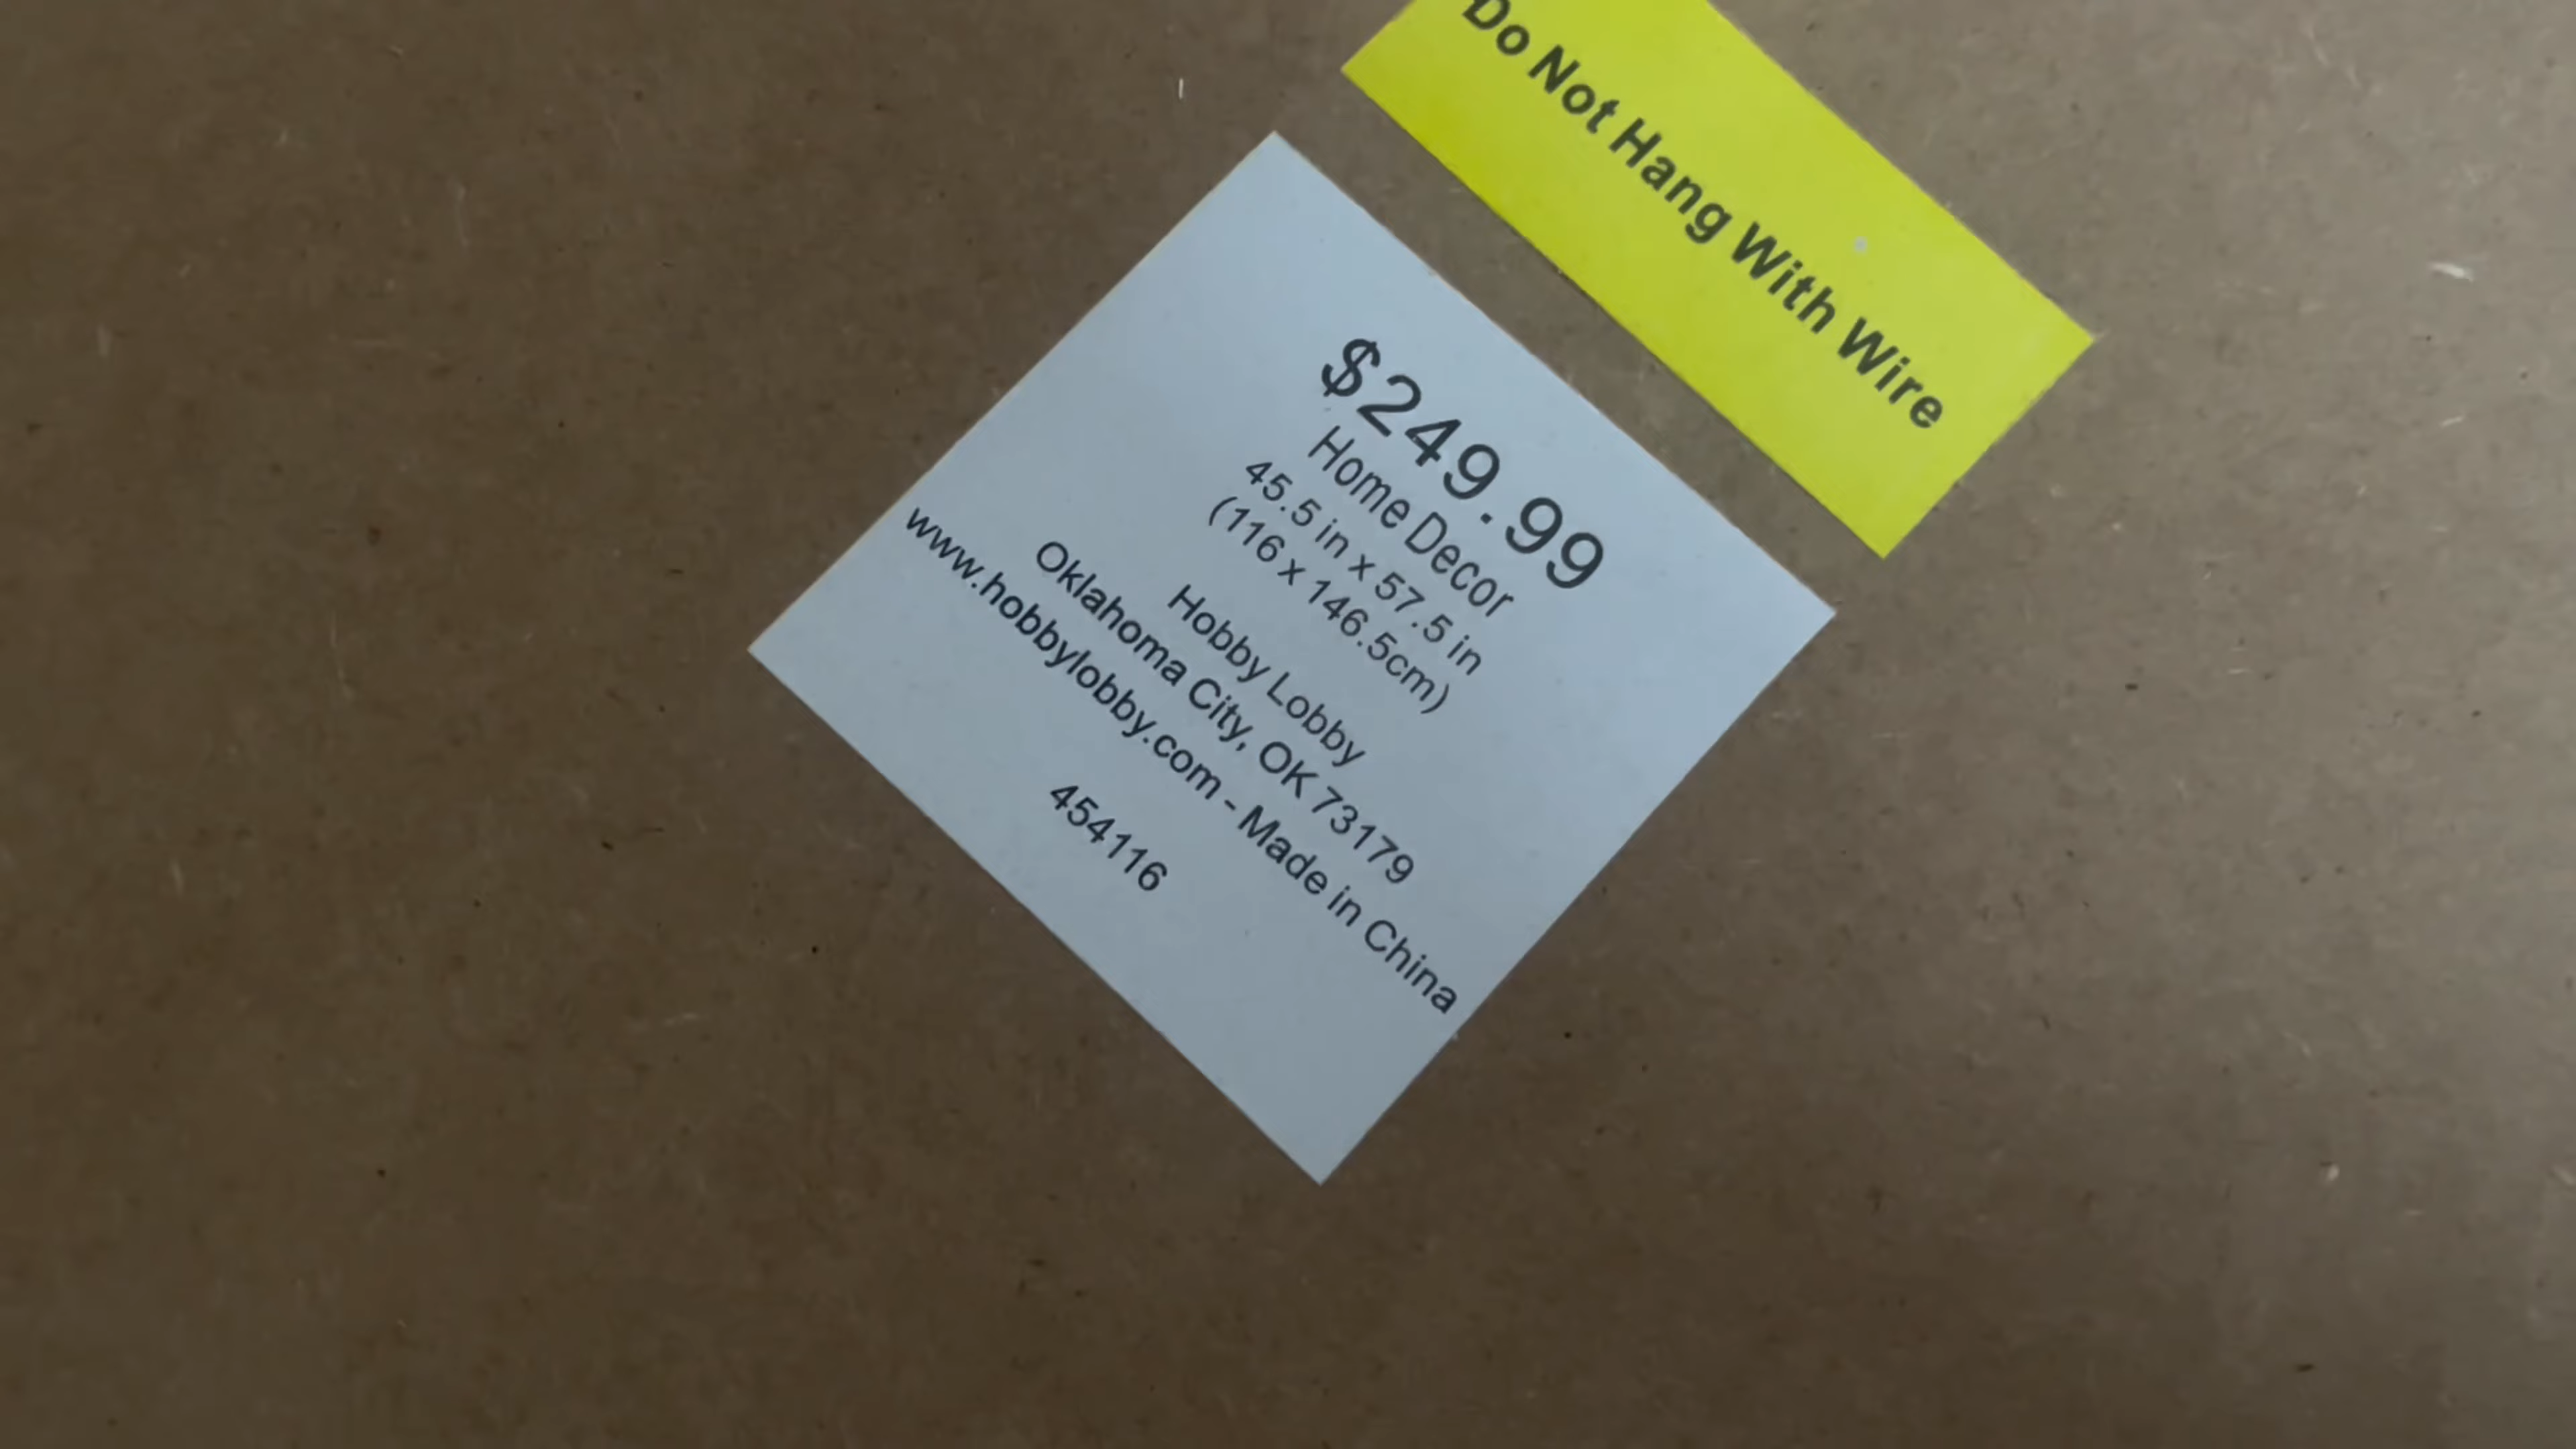 Do Not Hang With Wire
$249.99
Home Decor
45.5 in x 57.5 in
(116 x 146.5cm)
Hobby Lobby
Oklahoma City, OK 73179
www.hobbylobby.com - Made in China
454116